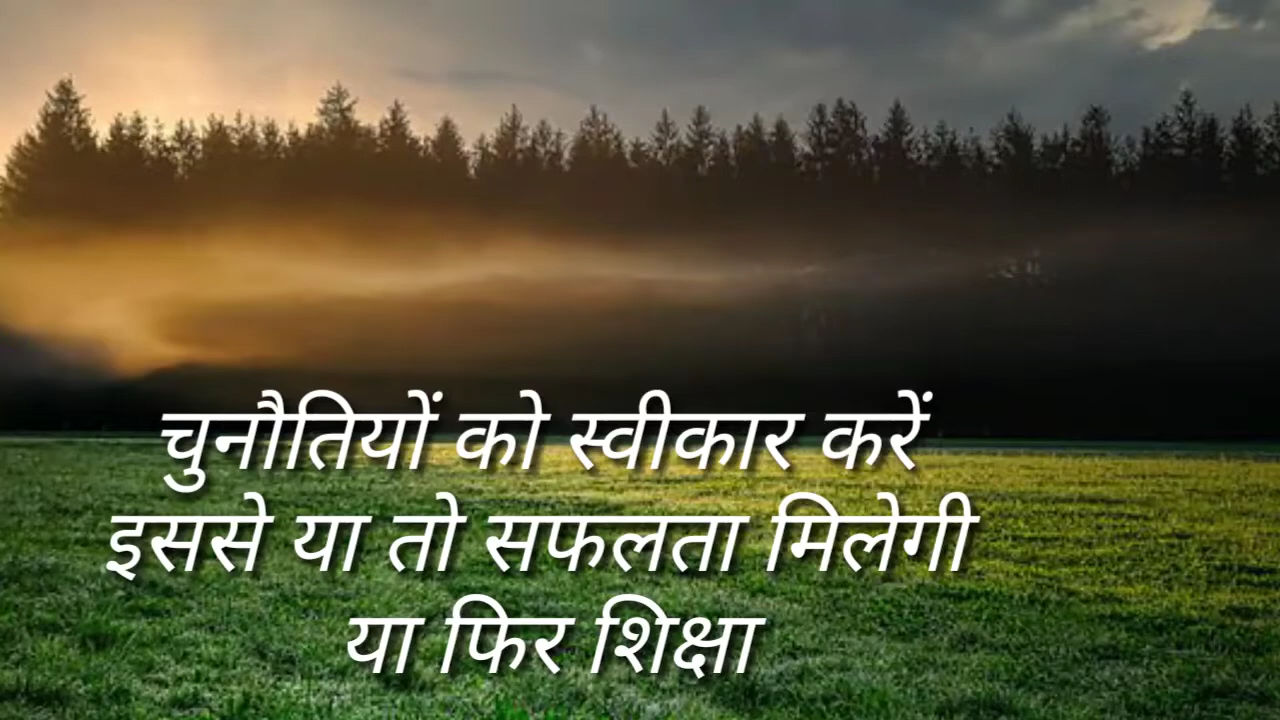 चुनौतियों को स्वीकार करें
इससे या तो सफलता मिलेगी
या फिर शिक्षा